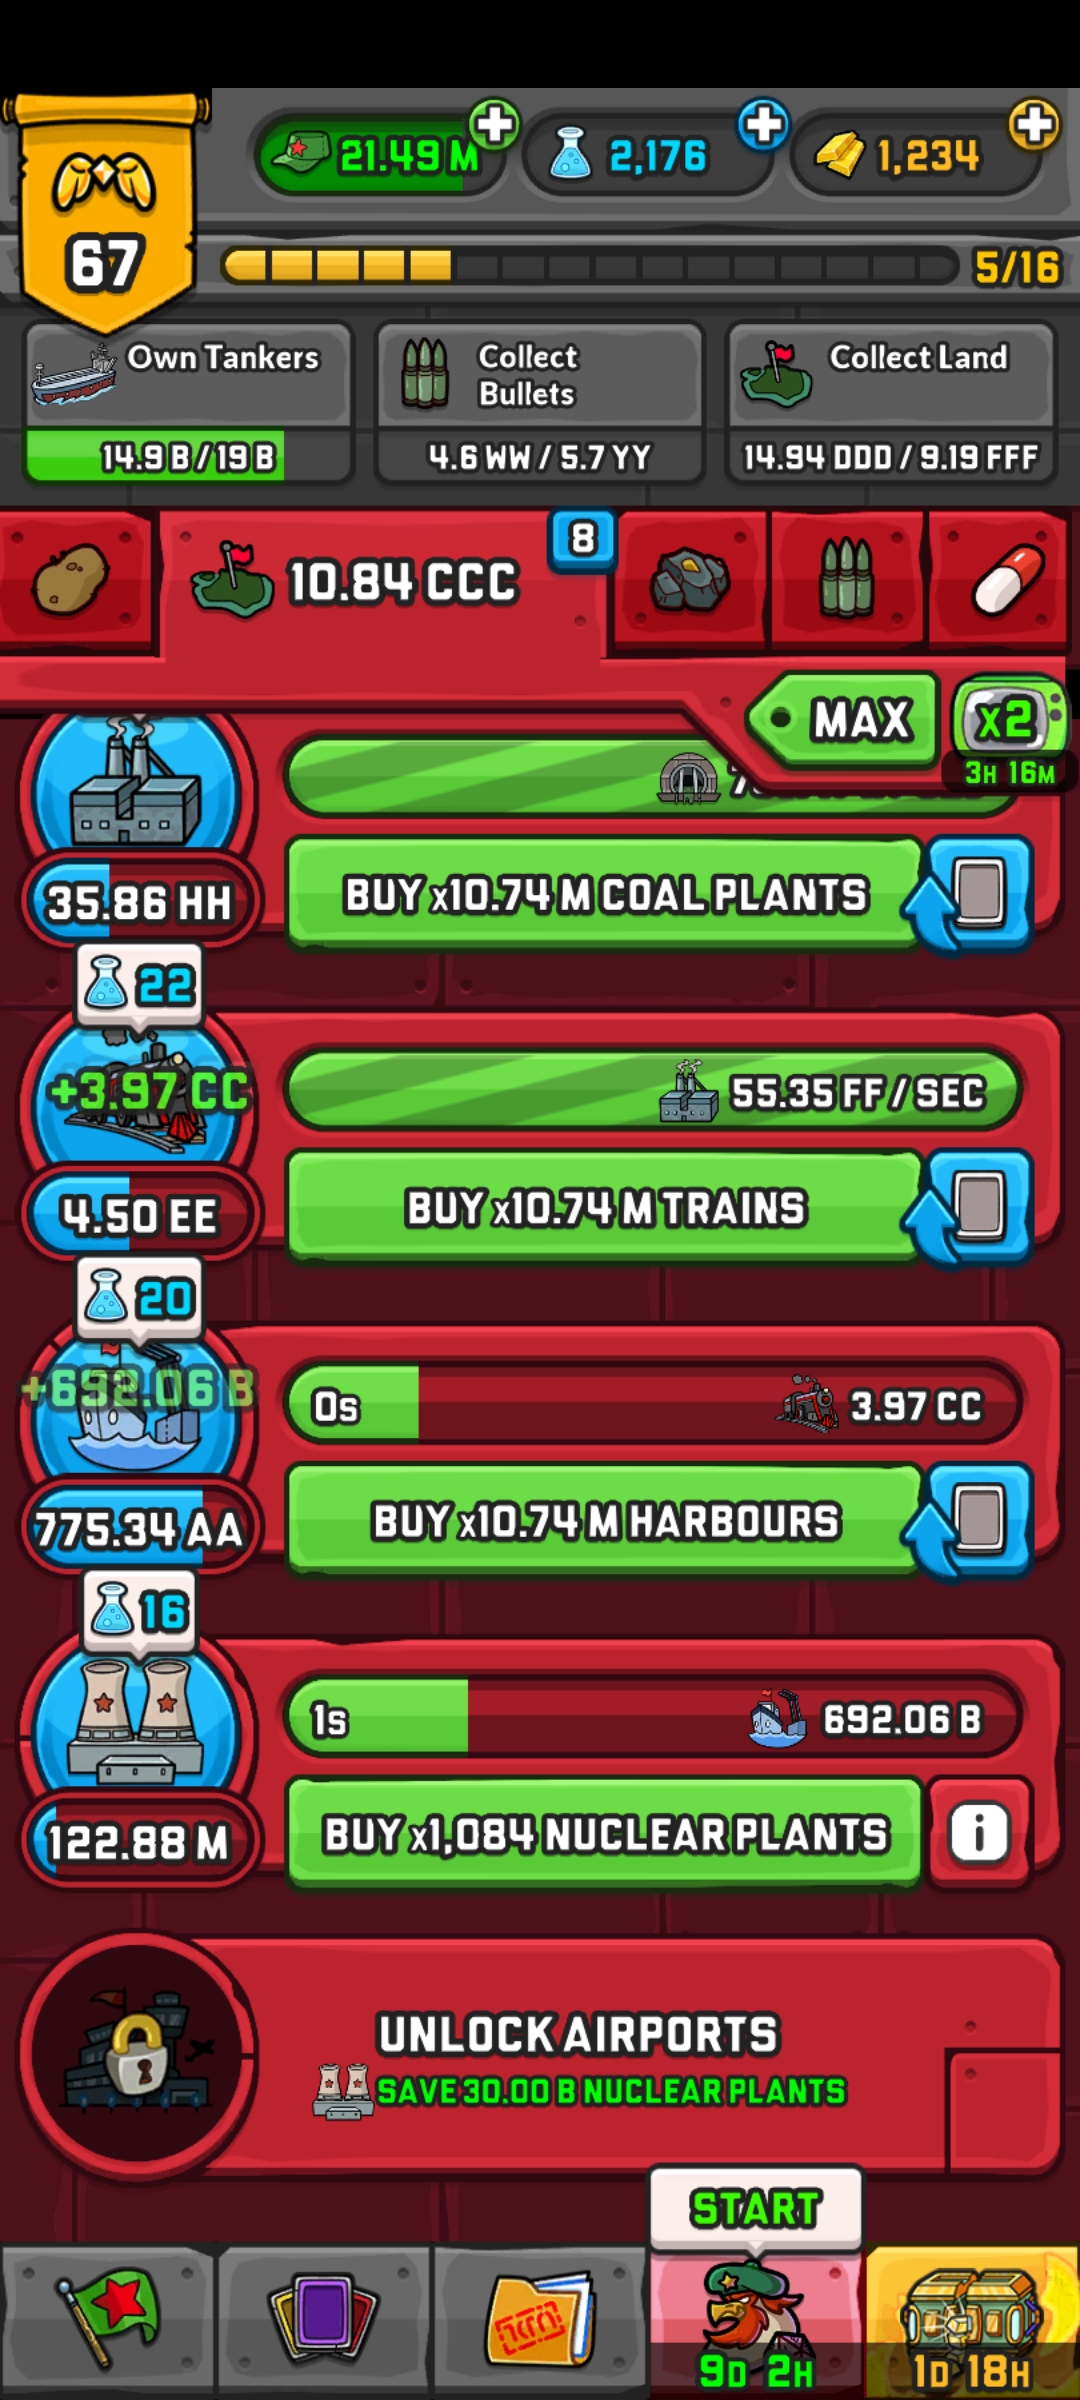 21.49 M
2,176
1,234
67
5/16
Own Tankers
Collect
Bullets
Collect Land
14.9 B / 19 B
4.6 WW / 5.7 YY
14.94 DDD / 9.19 FFF
10.84 CCC
8
MAX
x2
3H 16M
35.86 HH
BUY x10.74 M COAL PLANTS
22
+3.97 CC
55.35 FF / SEC
4.50 EE
BUY x10.74 M TRAINS
20
+692.06 B
0s
3.97 CC
775.34 AA
BUY x10.74 M HARBOURS
16
1s
692.06 B
122.88 M
BUY x1,084 NUCLEAR PLANTS
i
UNLOCK AIRPORTS
SAVE 30.00 B NUCLEAR PLANTS
START
9D 2H
1D 18H